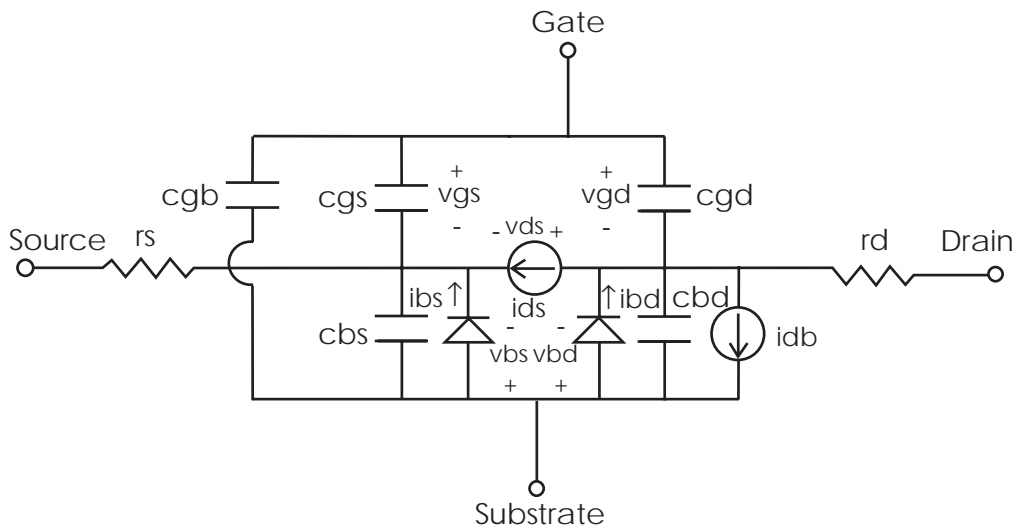 Gate
+ +
cgb cgs vgs vgd cgd
- -
- vds +
Source rs rd Drain
ibs ↑ ids ↑ ibd cbd
cbs - - idb
vbs vbd
+ +
Substrate